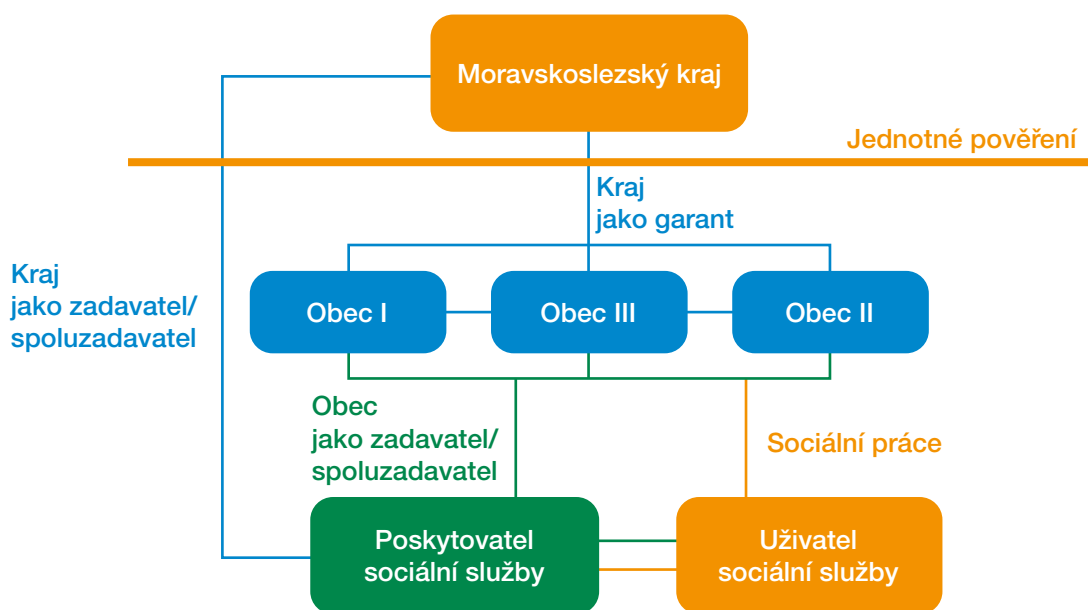 Moravskoslezský kraj
Jednotné pověření
Kraj
jako garant
Kraj
jako zadavatel/
spoluzadavatel
Obec I
Obec III
Obec II
Obec
jako zadavatel/
spoluzadavatel
Sociální práce
Poskytovatel
sociální služby
Uživatel
sociální služby